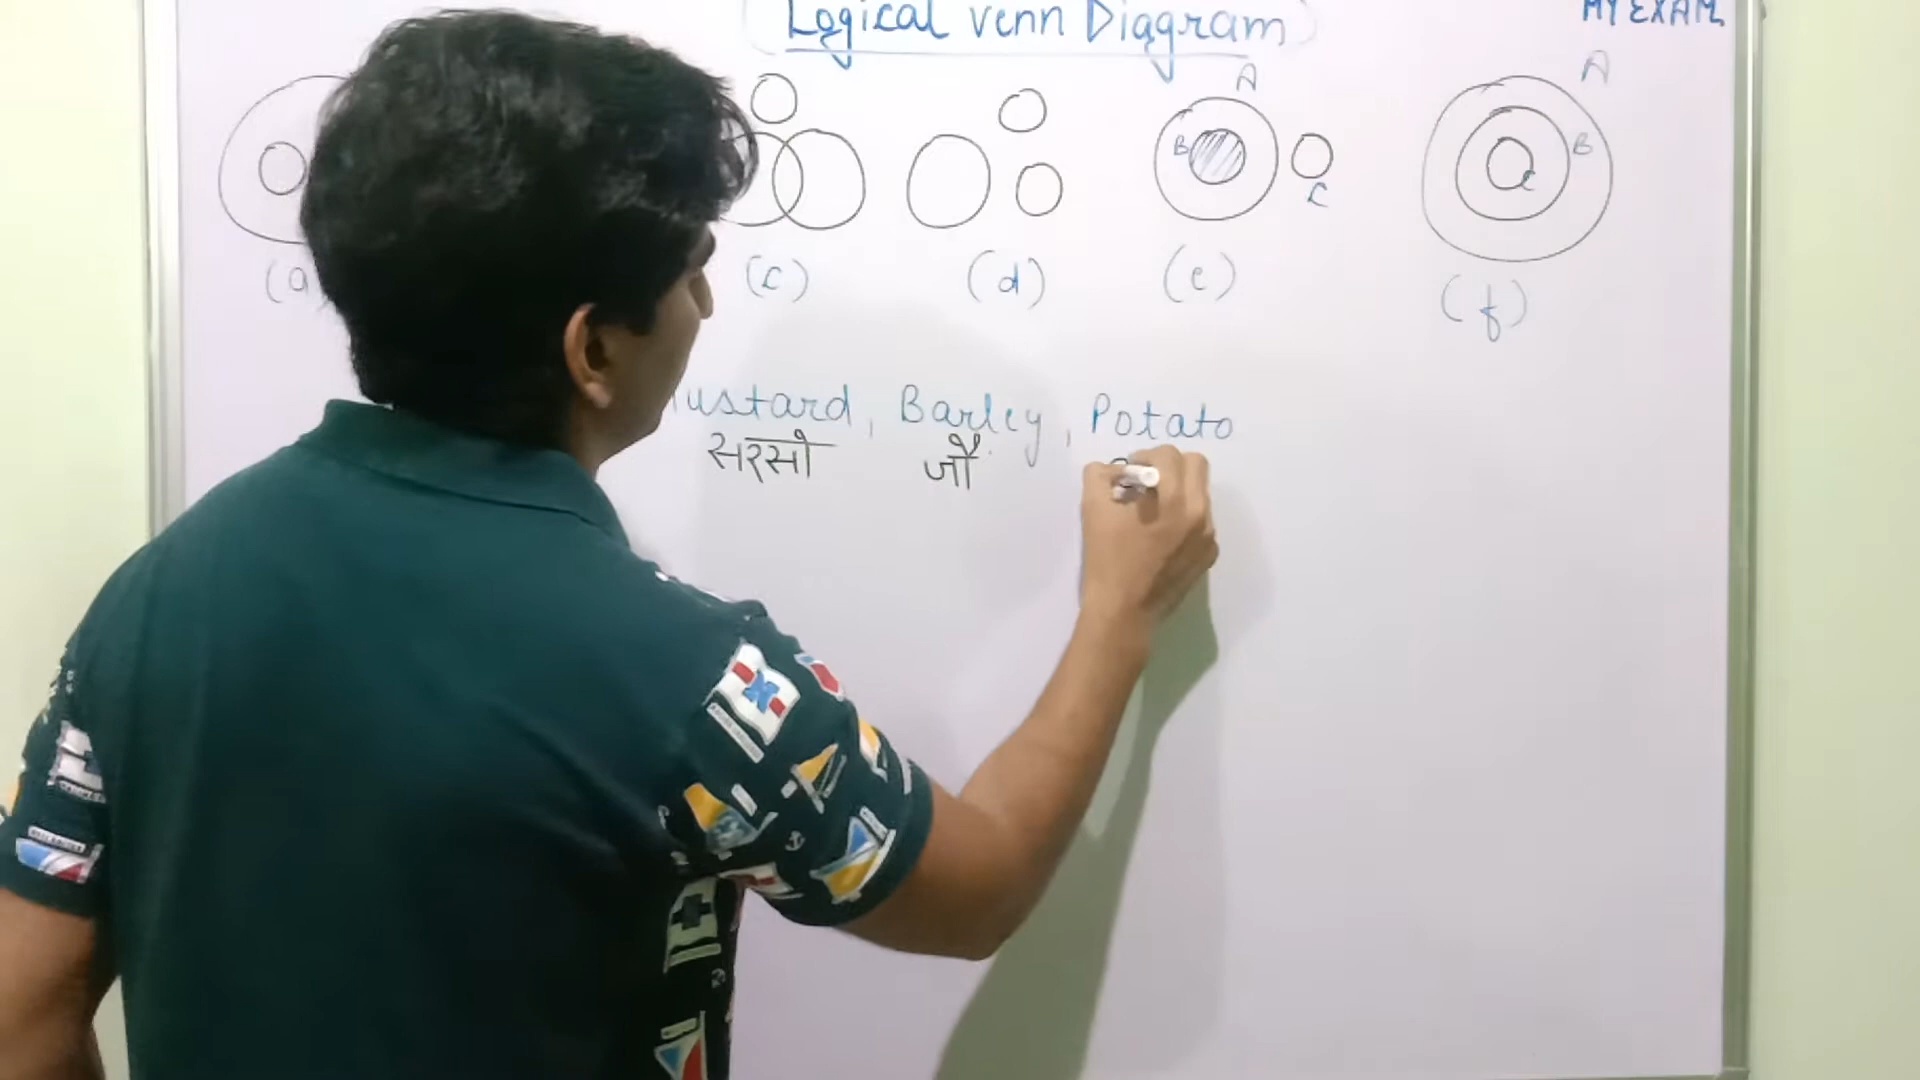 Logical Venn Diagram
MY EXAM
A
B
C
A
B
C
(a
(c)
(d)
(e)
(f)
ustard, Barley, Potato
सरसो जौ